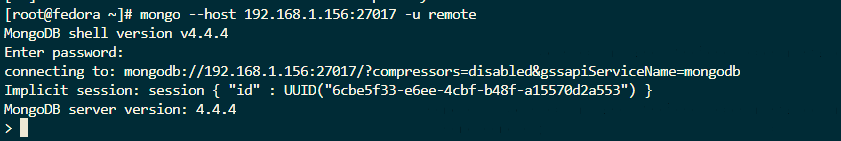 [root@fedora ~]# mongo --host 192.168.1.156:27017 -u remote
MongoDB shell version v4.4.4
Enter password:
connecting to: mongodb://192.168.1.156:27017/?compressors=disabled&gssapiServiceName=mongodb
Implicit session: session { "id" : UUID("6cbe5f33-e6ee-4cbf-b48f-a15570d2a553") }
MongoDB server version: 4.4.4
>